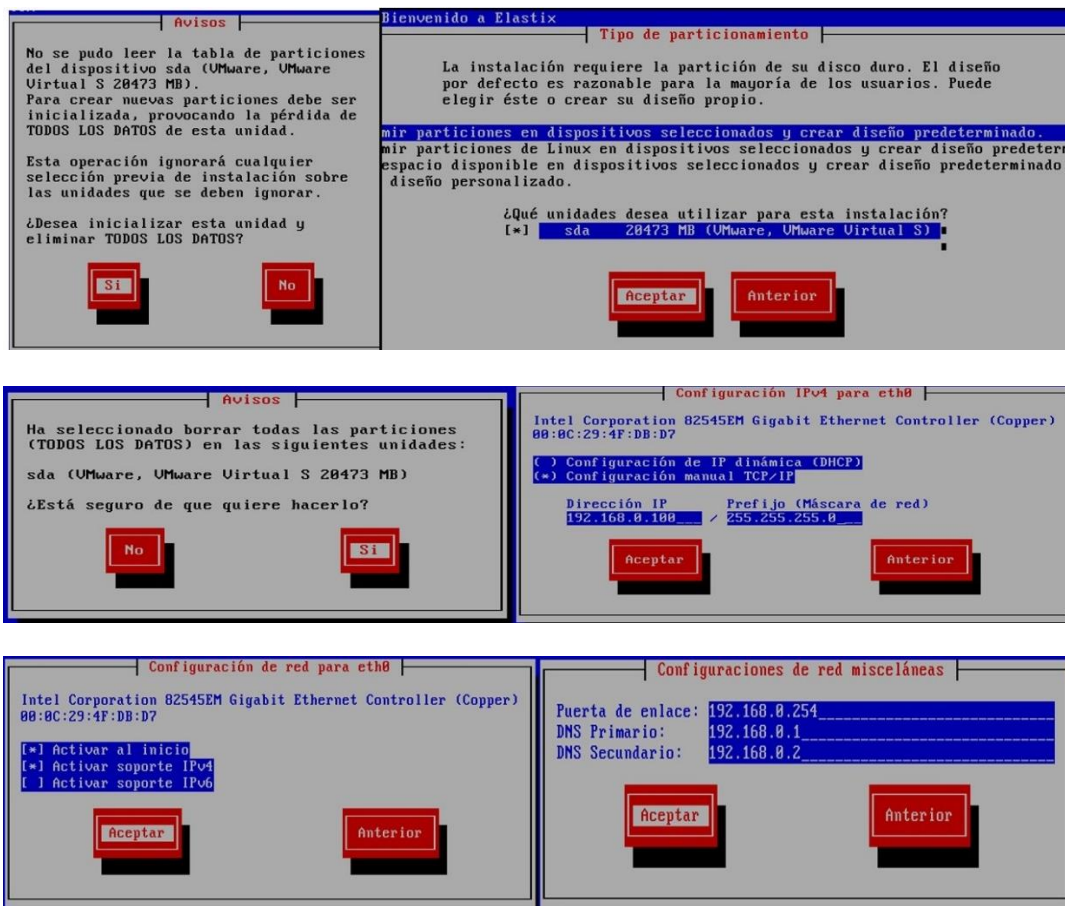 Avisos
No se pudo leer la tabla de particiones
del dispositivo sda (VMware, VMware
Virtual S 20473 MB).
Para crear nuevas particiones debe ser
inicializada, provocando la pérdida de
TODOS LOS DATOS de esta unidad.
Esta operación ignorará cualquier
selección previa de instalación sobre
las unidades que se deben ignorar.
¿Desea inicializar esta unidad y
eliminar TODOS LOS DATOS?
Si No
Bienvenido a Elastix
Tipo de particionamiento
La instalación requiere la partición de su disco duro. El diseño
por defecto es razonable para la mayoría de los usuarios. Puede
elegir éste o crear su diseño propio.
mir particiones en dispositivos seleccionados y crear diseño predeterminado.
mir particiones de Linux en dispositivos seleccionados y crear diseño predeter
espacio disponible en dispositivos seleccionados y crear diseño predeterminado
diseño personalizado.
¿Qué unidades desea utilizar para esta instalación?
[*] sda 20473 MB (VMware, VMware Virtual S)
Aceptar Anterior
Avisos
Ha seleccionado borrar todas las particiones
(TODOS LOS DATOS) en las siguientes unidades:
sda (VMware, VMware Virtual S 20473 MB)
¿Está seguro de que quiere hacerlo?
No Si
Configuración IPv4 para eth0
Intel Corporation 82545EM Gigabit Ethernet Controller (Copper)
00:0C:29:4F:DB:D7
( ) Configuración de IP dinámica (DHCP)
(*) Configuración manual TCP/IP
Dirección IP Prefijo (Máscara de red)
192.168.0.100___ / 255.255.255.0___
Aceptar Anterior
Configuración de red para eth0
Intel Corporation 82545EM Gigabit Ethernet Controller (Copper)
00:0C:29:4F:DB:D7
[*] Activar al inicio
[*] Activar soporte IPv4
[ ] Activar soporte IPv6
Aceptar Anterior
Configuraciones de red misceláneas
Puerta de enlace: 192.168.0.254
DNS Primario: 192.168.0.1
DNS Secundario: 192.168.0.2
Aceptar Anterior